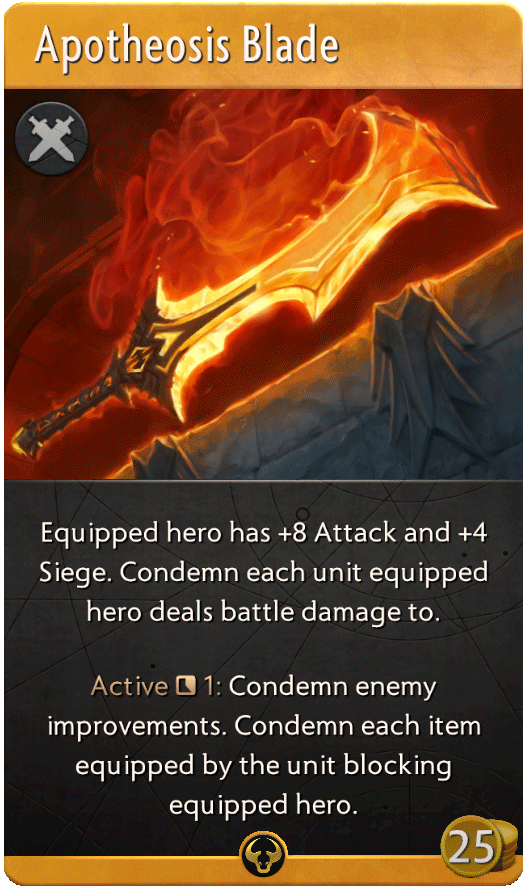 Apotheosis Blade
Equipped hero has +8 Attack and +4
Siege. Condemn each unit equipped
hero deals battle damage to.
Active 1: Condemn enemy
improvements. Condemn each item
equipped by the unit blocking
equipped hero.
25